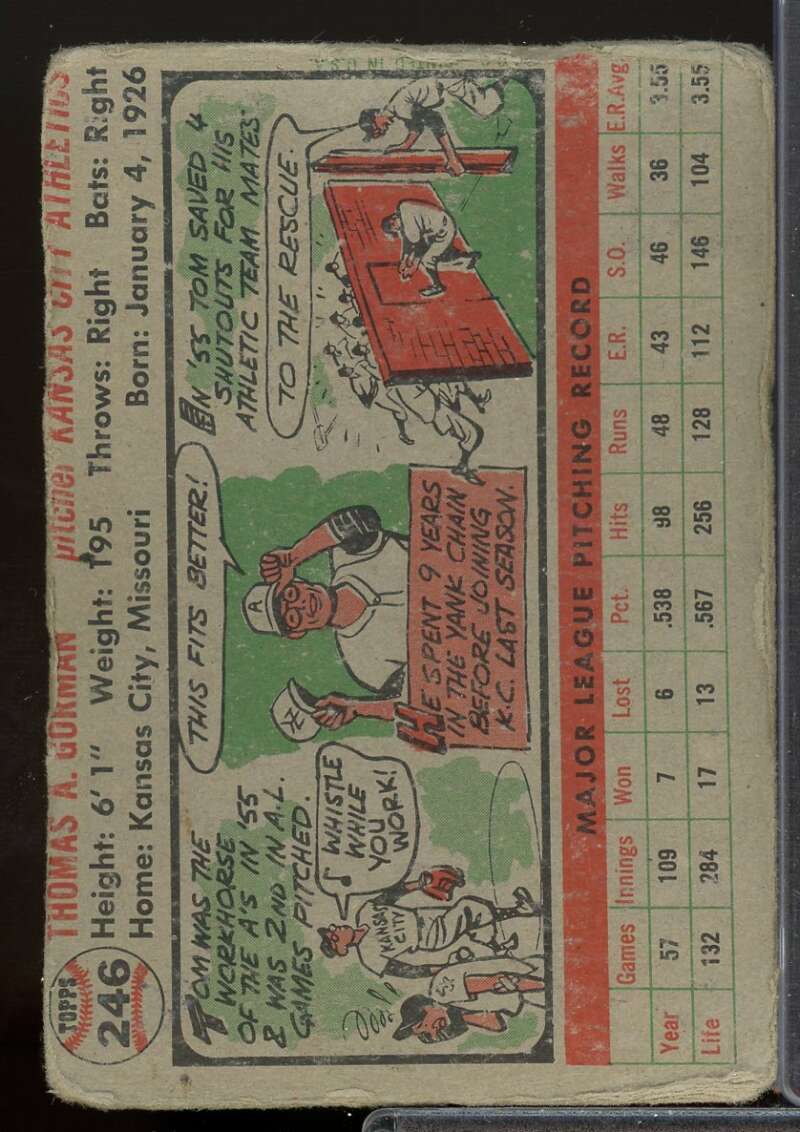 TOPPS
246
THOMAS A. GORMAN pitcher KANSAS CITY ATHLETICS
Height: 6'1" Weight: 195 Throws: Right Bats: Right
Home: Kansas City, Missouri Born: January 4, 1926
TOM WAS THE
WORKHORSE
OF THE A'S IN '55
& WAS 2ND IN A.L.
GAMES PITCHED.
WHISTLE
WHILE
YOU
WORK!
KANSAS
CITY
THIS FITS BETTER!
A
HE SPENT 9 YEARS
IN THE YANK CHAIN
BEFORE JOINING
K.C. LAST SEASON.
IN '55 TOM SAVED 4
SHUTOUTS FOR HIS
ATHLETIC TEAM MATES
TO THE RESCUE.
PRINTED IN U.S.A.
MAJOR LEAGUE PITCHING RECORD
Games Innings Won Lost Pct. Hits Runs E.R. S.O. Walks E.R.Avg
Year 57 109 7 6 .538 98 48 43 46 36 3.55
Life 132 284 17 13 .567 256 128 112 146 104 3.55